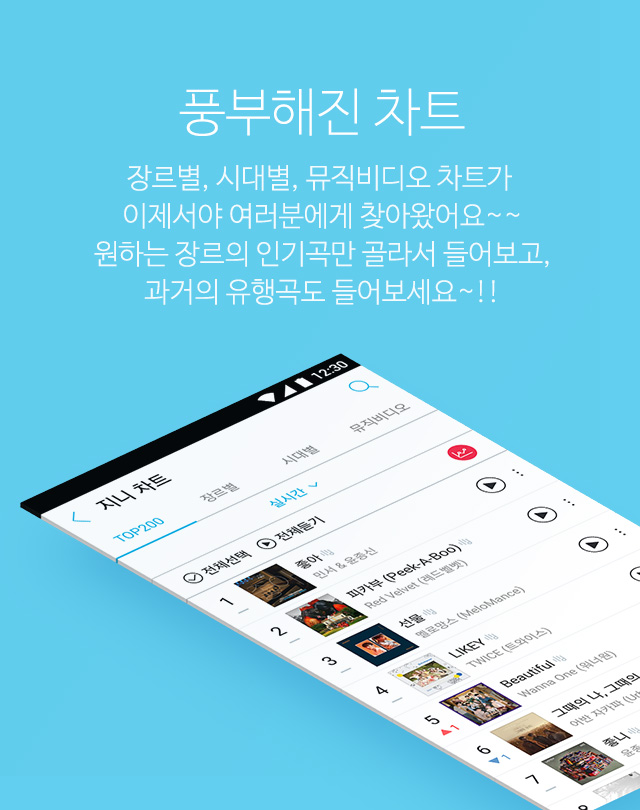 풍부해진 차트
장르별, 시대별, 뮤직비디오 차트가
이제서야 여러분에게 찾아왔어요~~
원하는 장르의 인기곡만 골라서 들어보고,
과거의 유행곡도 들어보세요~!!
12:30
지니 차트
TOP200 장르별 시대별 뮤직비디오
실시간
전체선택 전체듣기
1 좋아
민서 & 윤종신
2 피카부 (Peek-A-Boo)
Red Velvet (레드벨벳)
3 선물
멜로망스 (MeloMance)
4 LIKEY
TWICE (트와이스)
5 Beautiful
1 Wanna One (워너원)
6 그때의 나, 그때의
1 어반 자카파
7 좋니